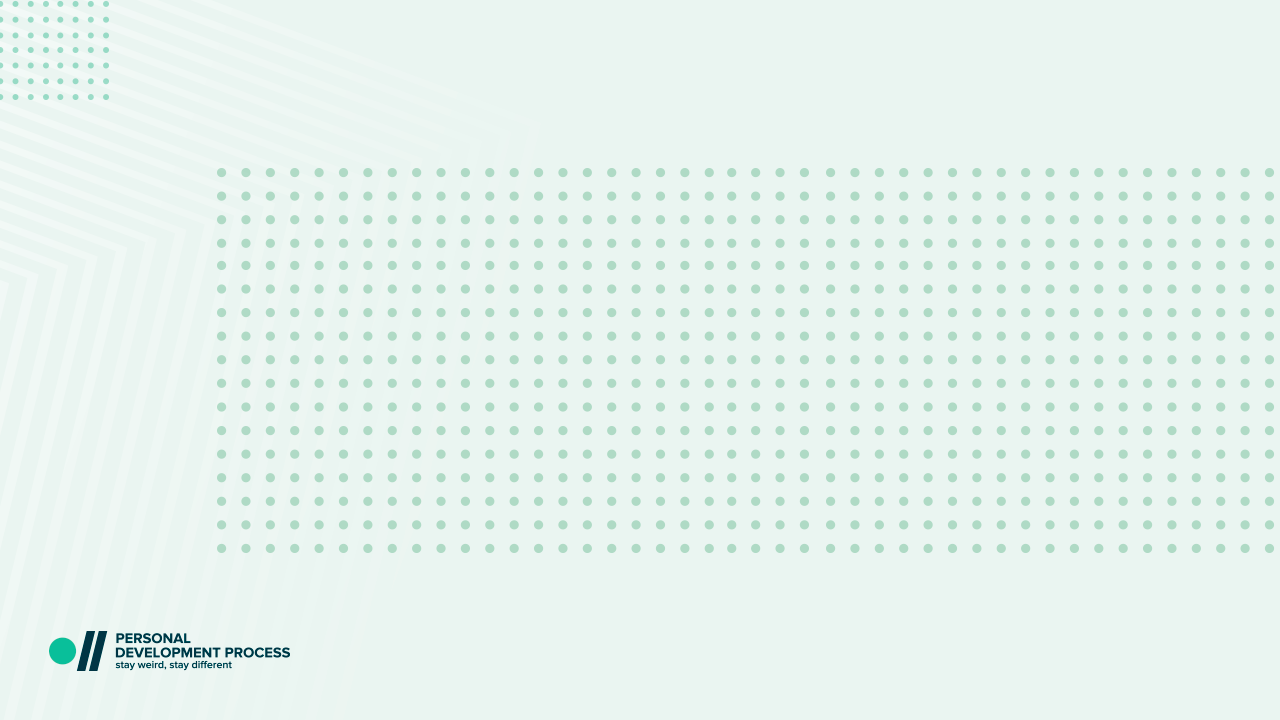 PERSONAL
DEVELOPMENT PROCESS
stay weird, stay different